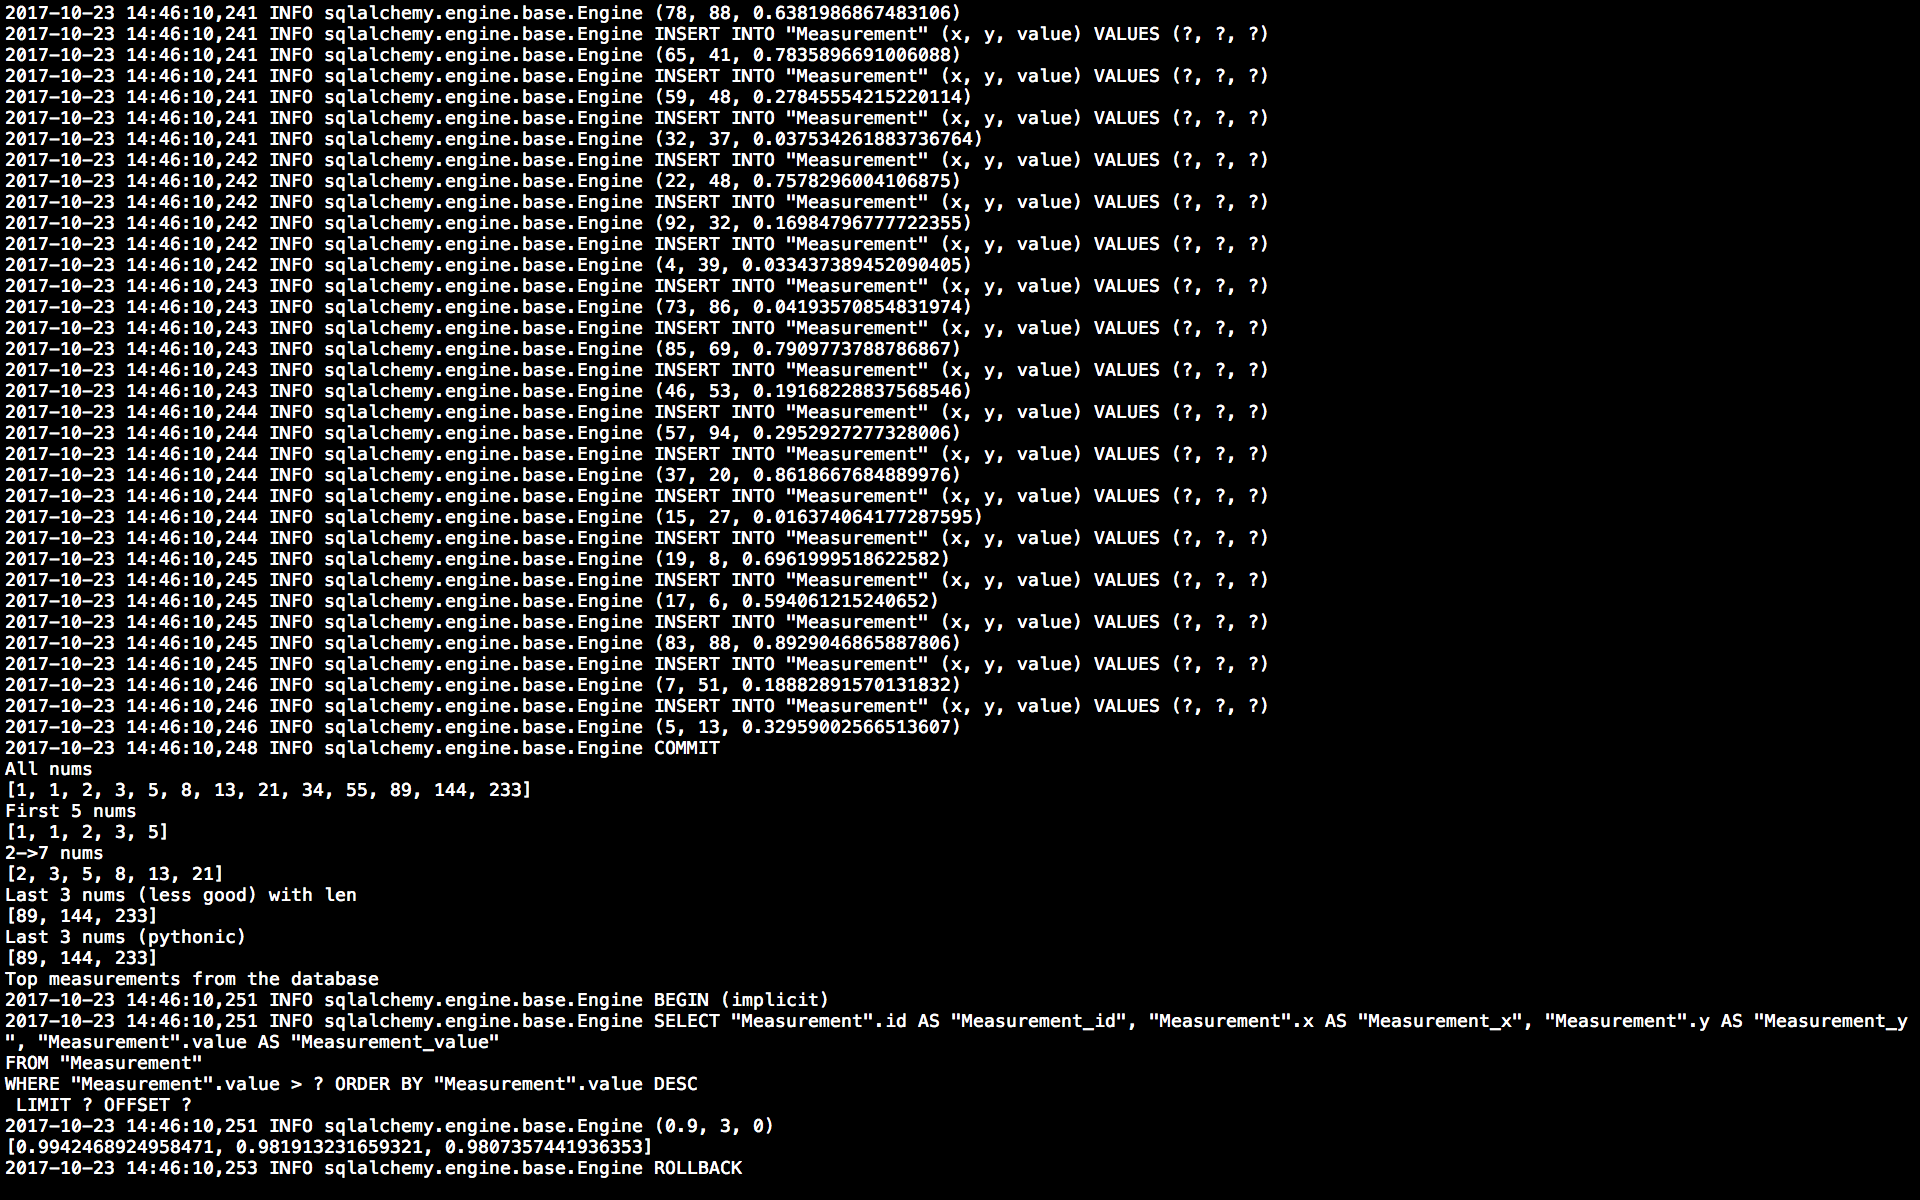 2017-10-23 14:46:10,241 INFO sqlalchemy.engine.base.Engine (78, 88, 0.6381986867483106)
2017-10-23 14:46:10,241 INFO sqlalchemy.engine.base.Engine INSERT INTO "Measurement" (x, y, value) VALUES (?, ?, ?)
2017-10-23 14:46:10,241 INFO sqlalchemy.engine.base.Engine (65, 41, 0.7835896691006088)
2017-10-23 14:46:10,241 INFO sqlalchemy.engine.base.Engine INSERT INTO "Measurement" (x, y, value) VALUES (?, ?, ?)
2017-10-23 14:46:10,241 INFO sqlalchemy.engine.base.Engine (59, 48, 0.27845554215220114)
2017-10-23 14:46:10,241 INFO sqlalchemy.engine.base.Engine INSERT INTO "Measurement" (x, y, value) VALUES (?, ?, ?)
2017-10-23 14:46:10,241 INFO sqlalchemy.engine.base.Engine (32, 37, 0.037534261883736764)
2017-10-23 14:46:10,242 INFO sqlalchemy.engine.base.Engine INSERT INTO "Measurement" (x, y, value) VALUES (?, ?, ?)
2017-10-23 14:46:10,242 INFO sqlalchemy.engine.base.Engine (22, 48, 0.7578296004106875)
2017-10-23 14:46:10,242 INFO sqlalchemy.engine.base.Engine INSERT INTO "Measurement" (x, y, value) VALUES (?, ?, ?)
2017-10-23 14:46:10,242 INFO sqlalchemy.engine.base.Engine (92, 32, 0.16984796777722355)
2017-10-23 14:46:10,242 INFO sqlalchemy.engine.base.Engine INSERT INTO "Measurement" (x, y, value) VALUES (?, ?, ?)
2017-10-23 14:46:10,242 INFO sqlalchemy.engine.base.Engine (4, 39, 0.033437389452090405)
2017-10-23 14:46:10,243 INFO sqlalchemy.engine.base.Engine INSERT INTO "Measurement" (x, y, value) VALUES (?, ?, ?)
2017-10-23 14:46:10,243 INFO sqlalchemy.engine.base.Engine (73, 86, 0.04193570854831974)
2017-10-23 14:46:10,243 INFO sqlalchemy.engine.base.Engine INSERT INTO "Measurement" (x, y, value) VALUES (?, ?, ?)
2017-10-23 14:46:10,243 INFO sqlalchemy.engine.base.Engine (85, 69, 0.7909773788786867)
2017-10-23 14:46:10,243 INFO sqlalchemy.engine.base.Engine INSERT INTO "Measurement" (x, y, value) VALUES (?, ?, ?)
2017-10-23 14:46:10,243 INFO sqlalchemy.engine.base.Engine (46, 53, 0.19168228837568546)
2017-10-23 14:46:10,244 INFO sqlalchemy.engine.base.Engine INSERT INTO "Measurement" (x, y, value) VALUES (?, ?, ?)
2017-10-23 14:46:10,244 INFO sqlalchemy.engine.base.Engine (57, 94, 0.2952927277328006)
2017-10-23 14:46:10,244 INFO sqlalchemy.engine.base.Engine INSERT INTO "Measurement" (x, y, value) VALUES (?, ?, ?)
2017-10-23 14:46:10,244 INFO sqlalchemy.engine.base.Engine (37, 20, 0.8618667684889976)
2017-10-23 14:46:10,244 INFO sqlalchemy.engine.base.Engine INSERT INTO "Measurement" (x, y, value) VALUES (?, ?, ?)
2017-10-23 14:46:10,244 INFO sqlalchemy.engine.base.Engine (15, 27, 0.016374064177287595)
2017-10-23 14:46:10,244 INFO sqlalchemy.engine.base.Engine INSERT INTO "Measurement" (x, y, value) VALUES (?, ?, ?)
2017-10-23 14:46:10,245 INFO sqlalchemy.engine.base.Engine (19, 8, 0.6961999518622582)
2017-10-23 14:46:10,245 INFO sqlalchemy.engine.base.Engine INSERT INTO "Measurement" (x, y, value) VALUES (?, ?, ?)
2017-10-23 14:46:10,245 INFO sqlalchemy.engine.base.Engine (17, 6, 0.594061215240652)
2017-10-23 14:46:10,245 INFO sqlalchemy.engine.base.Engine INSERT INTO "Measurement" (x, y, value) VALUES (?, ?, ?)
2017-10-23 14:46:10,245 INFO sqlalchemy.engine.base.Engine (83, 88, 0.8929046865887806)
2017-10-23 14:46:10,245 INFO sqlalchemy.engine.base.Engine INSERT INTO "Measurement" (x, y, value) VALUES (?, ?, ?)
2017-10-23 14:46:10,246 INFO sqlalchemy.engine.base.Engine (7, 51, 0.18882891570131832)
2017-10-23 14:46:10,246 INFO sqlalchemy.engine.base.Engine INSERT INTO "Measurement" (x, y, value) VALUES (?, ?, ?)
2017-10-23 14:46:10,246 INFO sqlalchemy.engine.base.Engine (5, 13, 0.32959002566513607)
2017-10-23 14:46:10,248 INFO sqlalchemy.engine.base.Engine COMMIT
All nums
[1, 1, 2, 3, 5, 8, 13, 21, 34, 55, 89, 144, 233]
First 5 nums
[1, 1, 2, 3, 5]
2->7 nums
[2, 3, 5, 8, 13, 21]
Last 3 nums (less good) with len
[89, 144, 233]
Last 3 nums (pythonic)
[89, 144, 233]
Top measurements from the database
2017-10-23 14:46:10,251 INFO sqlalchemy.engine.base.Engine BEGIN (implicit)
2017-10-23 14:46:10,251 INFO sqlalchemy.engine.base.Engine SELECT "Measurement".id AS "Measurement_id", "Measurement".x AS "Measurement_x", "Measurement".y AS "Measurement_y
", "Measurement".value AS "Measurement_value"
FROM "Measurement"
WHERE "Measurement".value > ? ORDER BY "Measurement".value DESC
 LIMIT ? OFFSET ?
2017-10-23 14:46:10,251 INFO sqlalchemy.engine.base.Engine (0.9, 3, 0)
[0.9942468924958471, 0.981913231659321, 0.9807357441936353]
2017-10-23 14:46:10,253 INFO sqlalchemy.engine.base.Engine ROLLBACK